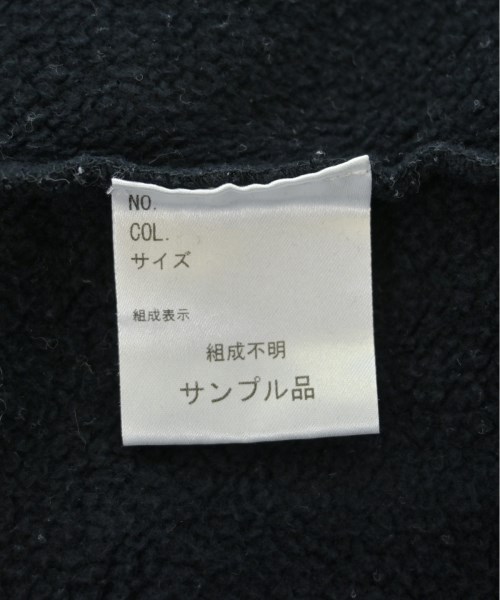 NO.
COL.
サイズ
組成表示
組成不明
サンプル品